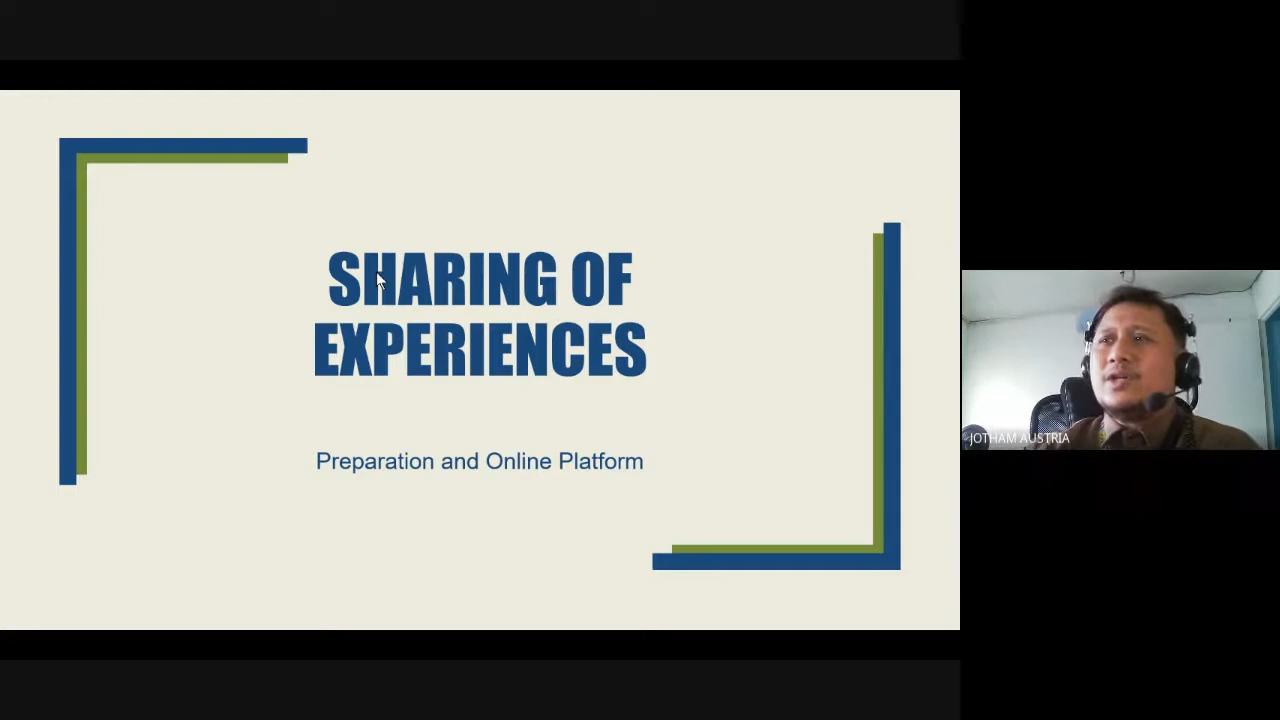 SHARING OF
EXPERIENCES
Preparation and Online Platform
JOTHAM AUSTRIA